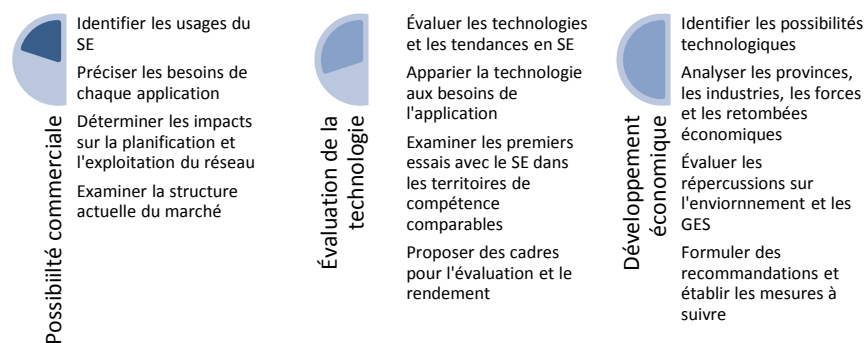 Possibiilté commerciale
Identifier les usages du
SE
Préciser les besoins de
chaque application
Déterminer les impacts
sur la planification et
l'exploitation du réseau
Examiner la structure
actuelle du marché
Évaluation de la
technologie
Évaluer les technologies
et les tendances en SE
Apparier la technologie
aux besoins de
l'application
Examiner les premiers
essais avec le SE dans
les territoires de
compétence
comparables
Proposer des cadres
pour l'évaluation et le
rendement
Développement
économique
Identifier les possibilités
technologiques
Analyser les provinces,
les industries, les forces
et les retombées
économiques
Évaluer les
répercussions sur
l'enviornnement et les
GES
Formuler des
recommandations et
établir les mesures à
suivre